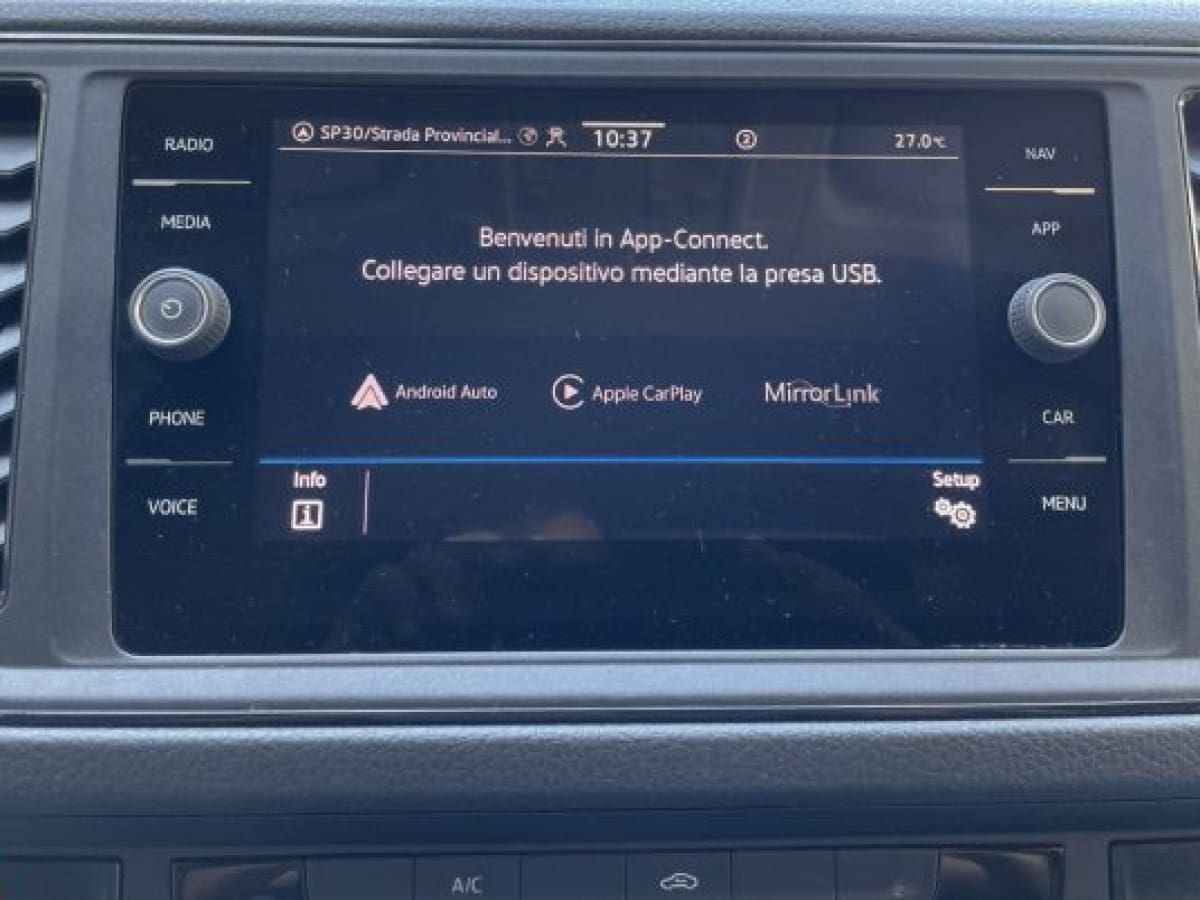 RADIO
MEDIA
PHONE
VOICE
SP30/Strada Provincial... 10:37 2 27.0°C
Benvenuti in App-Connect.
Collegare un dispositivo mediante la presa USB.
Android Auto Apple CarPlay MirrorLink
Info Setup
NAV
APP
CAR
MENU
A/C